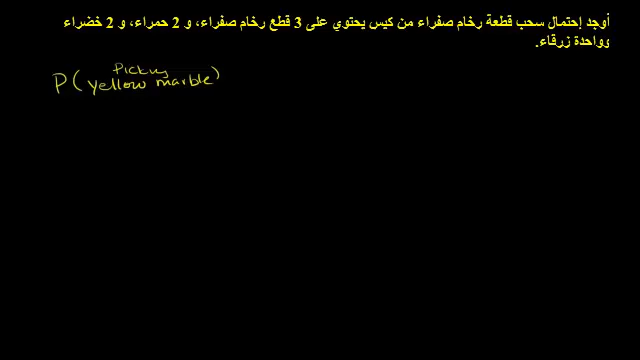 أوجد إحتمال سحب قطعة رخام صفراء من كيس يحتوي على 3 قطع رخام صفراء، و 2 حمراء، و 2 خضراء
وواحدة زرقاء.
Picking
P(yellow marble)